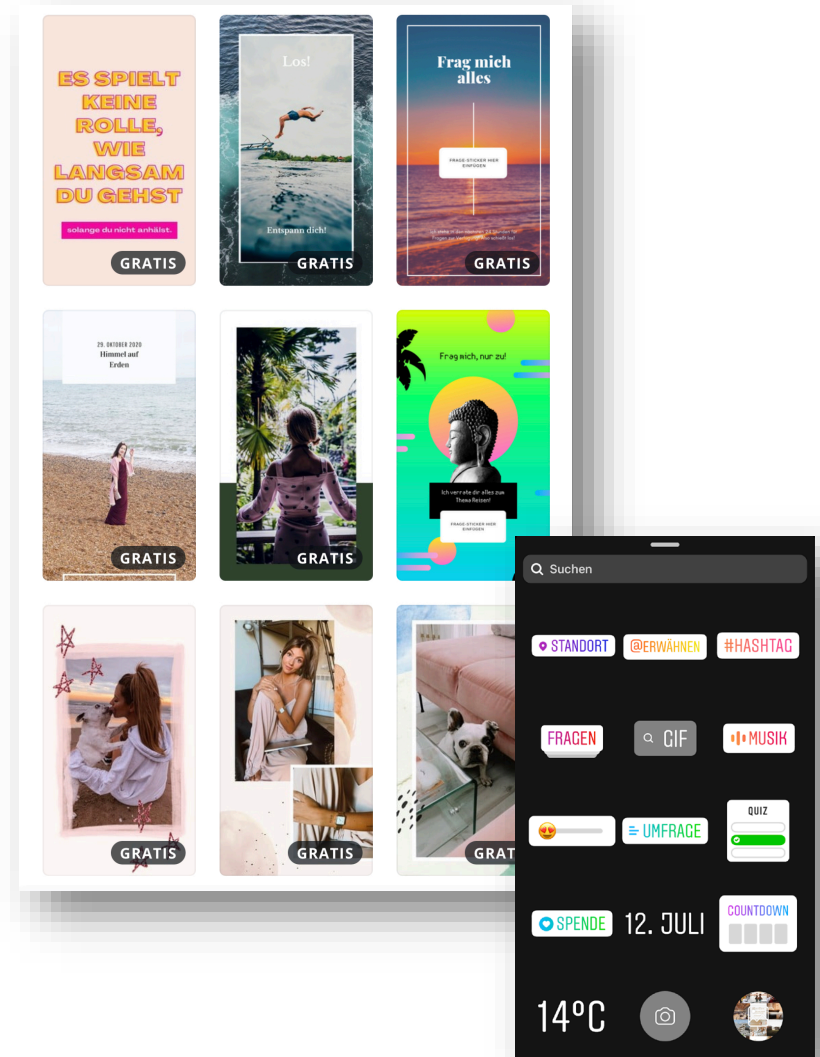 ES SPIELT
KEINE
ROLLE,
WIE
LANGSAM
DU GEHST
solange du nicht anhälst.
GRATIS
Los!
Entspann dich!
GRATIS
Frag mich
alles
FRAGE-STICKER HIER
EINFÜGEN
GRATIS
29. OKTOBER 2020
Himmel auf
Erden
GRATIS
GRATIS
Frag mich, nur zu!
Ich verrate dir alles zum
Thema Reisen!
FRAGE-STICKER HIER
EINFÜGEN
GRATIS
GRATIS
GRAT
Suchen
STANDORT
@ERWÄHNEN
#HASHTAG
FRAGEN
GIF
MUSIK
UMFRAGE
QUIZ
SPENDE
12. JULI
COUNTDOWN
14°C